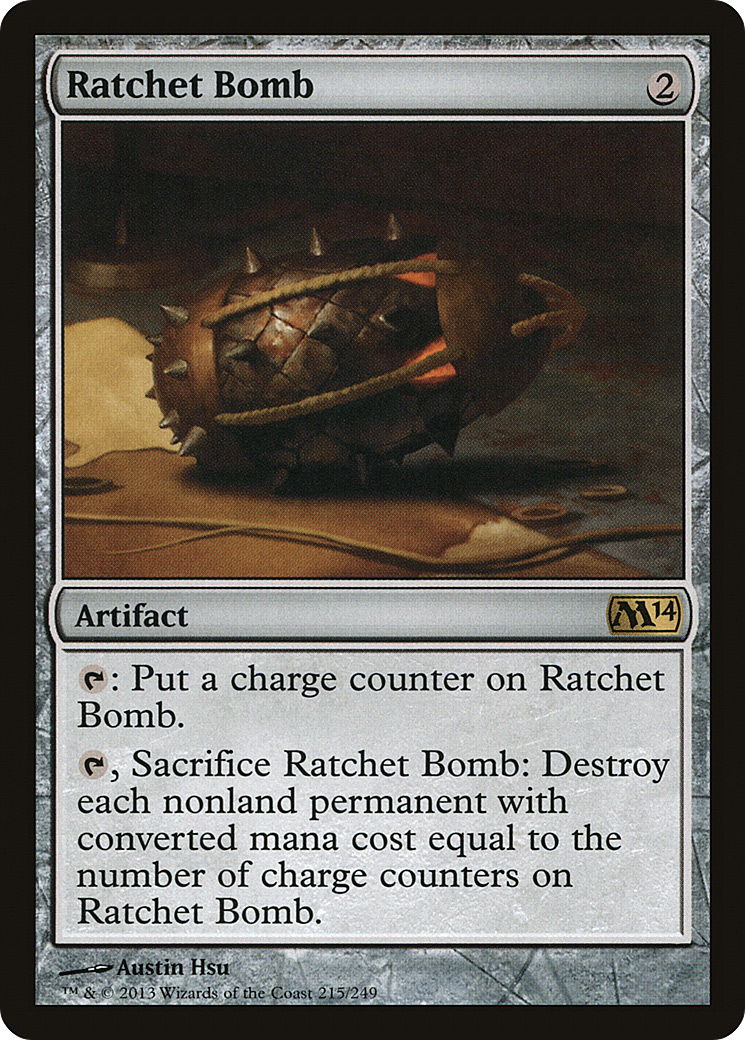 Ratchet Bomb 2
Artifact M14
: Put a charge counter on Ratchet
Bomb.
, Sacrifice Ratchet Bomb: Destroy
each nonland permanent with
converted mana cost equal to the
number of charge counters on
Ratchet Bomb.
Austin Hsu
™ & © 2013 Wizards of the Coast 215/249